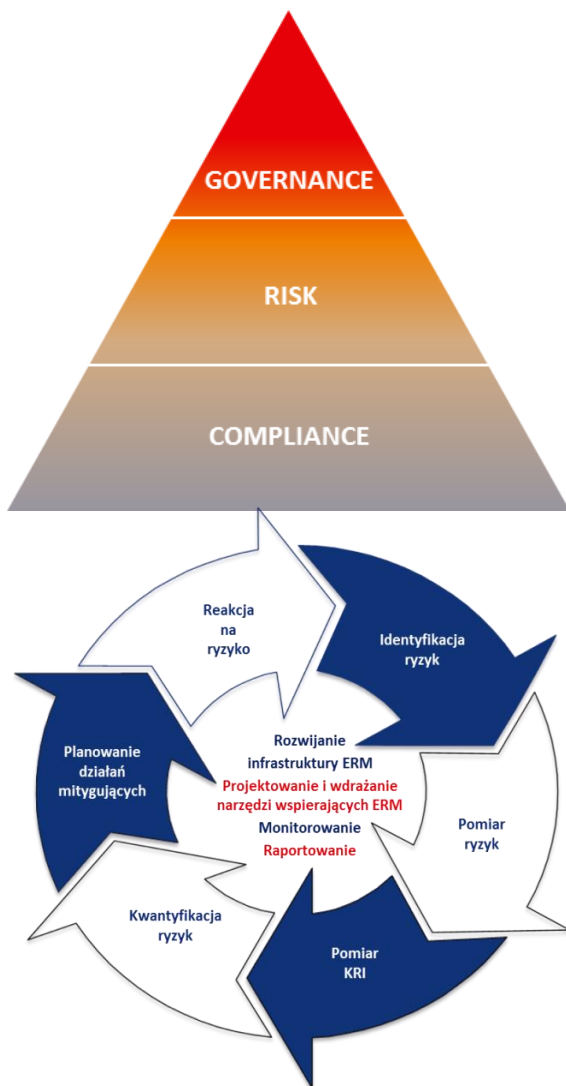 GOVERNANCE
RISK
COMPLIANCE
Reakcja
na
ryzyko
Identyfikacja
ryzyk
Pomiar
ryzyk
Pomiar
KRI
Kwantyfikacja
ryzyk
Planowanie
działań
mitygujących
Rozwijanie
infrastruktury ERM
Projektowanie i wdrażanie
narzędzi wspierających ERM
Monitorowanie
Raportowanie